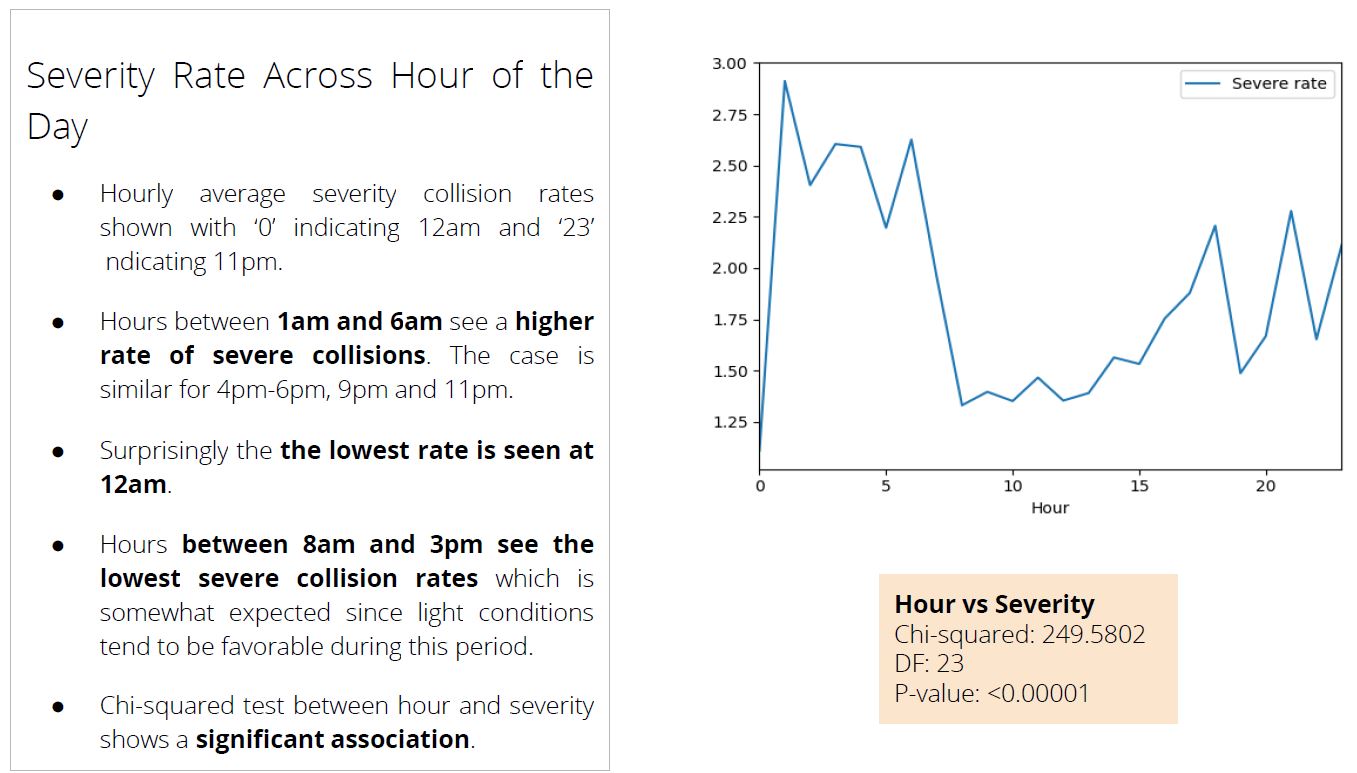 Severity Rate Across Hour of the
Day
● Hourly average severity collision rates
shown with ‘0’ indicating 12am and ‘23’
ndicating 11pm.
● Hours between 1am and 6am see a higher
rate of severe collisions. The case is
similar for 4pm-6pm, 9pm and 11pm.
● Surprisingly the the lowest rate is seen at
12am.
● Hours between 8am and 3pm see the
lowest severe collision rates which is
somewhat expected since light conditions
tend to be favorable during this period.
● Chi-squared test between hour and severity
shows a significant association.
Severe rate
3.00
2.75
2.50
2.25
2.00
1.75
1.50
1.25
0 5 10 15 20
Hour
Hour vs Severity
Chi-squared: 249.5802
DF: 23
P-value: <0.00001